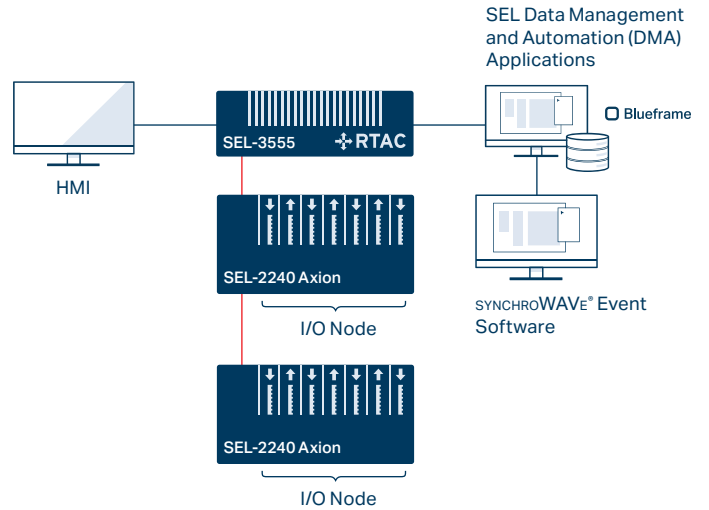 SEL Data Management
and Automation (DMA)
Applications
Blueframe
SEL-3555
RTAC
HMI
SEL-2240 Axion
I/O Node
SYNCHROWAVE® Event
Software
SEL-2240 Axion
I/O Node